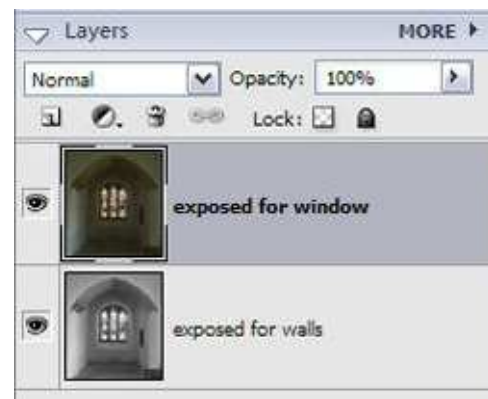 Layers MORE
Normal Opacity: 100%
Lock:
exposed for window
exposed for walls